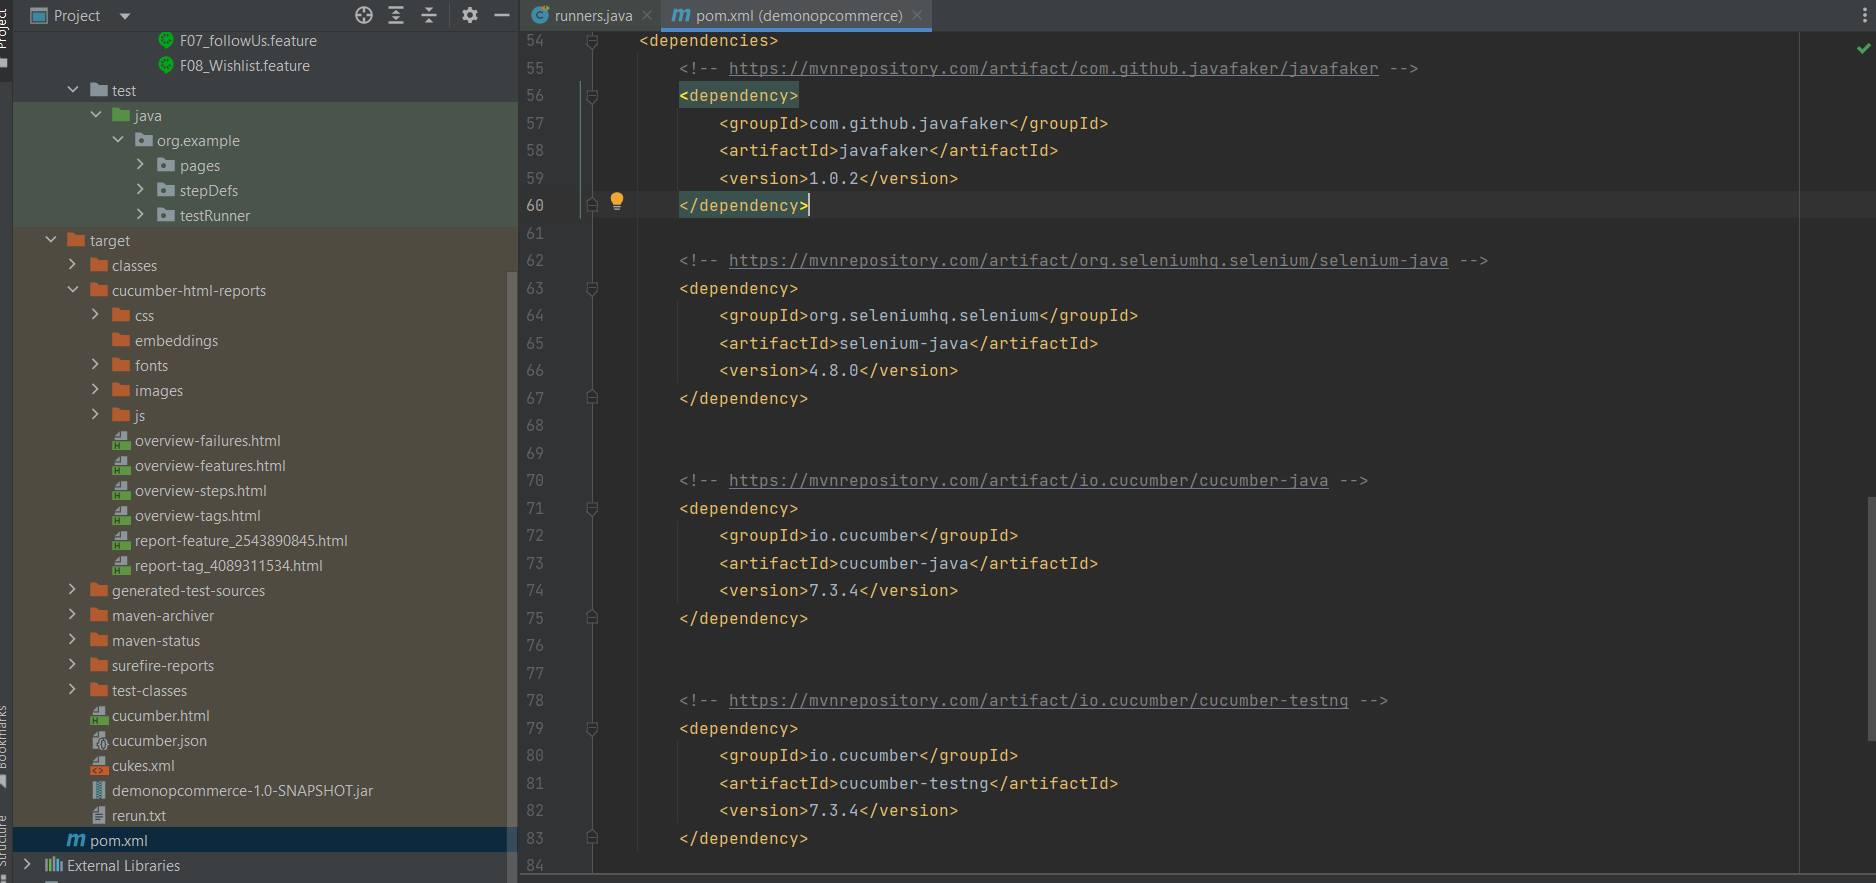 Project
runners.java
pom.xml (demonopcommerce)
Project
F07_followUs.feature
F08_Wishlist.feature
test
java
org.example
pages
stepDefs
testRunner
target
classes
cucumber-html-reports
css
embeddings
fonts
images
js
overview-failures.html
overview-features.html
overview-steps.html
overview-tags.html
report-feature_2543890845.html
report-tag_4089311534.html
generated-test-sources
maven-archiver
maven-status
surefire-reports
test-classes
cucumber.html
cucumber.json
cukes.xml
demonopcommerce-1.0-SNAPSHOT.jar
rerun.txt
pom.xml
External Libraries
Bookmarks
Structure
54 <dependencies>
55 <!-- https://mvnrepository.com/artifact/com.github.javafaker/javafaker -->
56 <dependency>
57 <groupId>com.github.javafaker</groupId>
58 <artifactId>javafaker</artifactId>
59 <version>1.0.2</version>
60 </dependency>
61
62 <!-- https://mvnrepository.com/artifact/org.seleniumhq.selenium/selenium-java -->
63 <dependency>
64 <groupId>org.seleniumhq.selenium</groupId>
65 <artifactId>selenium-java</artifactId>
66 <version>4.8.0</version>
67 </dependency>
68
69
70 <!-- https://mvnrepository.com/artifact/io.cucumber/cucumber-java -->
71 <dependency>
72 <groupId>io.cucumber</groupId>
73 <artifactId>cucumber-java</artifactId>
74 <version>7.3.4</version>
75 </dependency>
76
77
78 <!-- https://mvnrepository.com/artifact/io.cucumber/cucumber-testng -->
79 <dependency>
80 <groupId>io.cucumber</groupId>
81 <artifactId>cucumber-testng</artifactId>
82 <version>7.3.4</version>
83 </dependency>
84